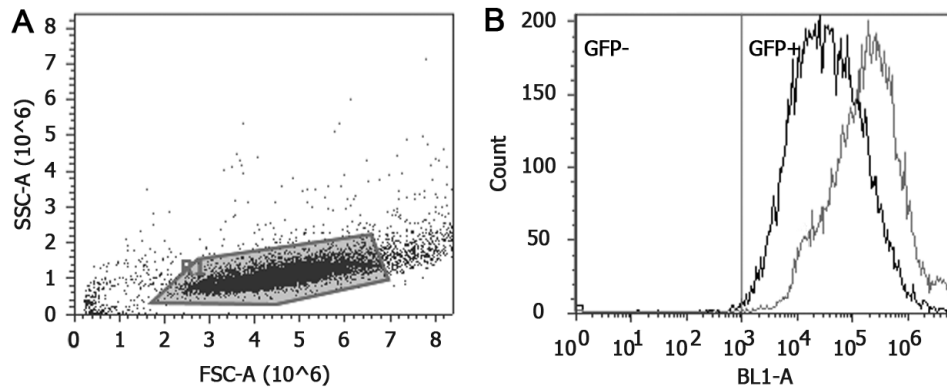 A
SSC-A (10^6)
8
7
6
5
4
3
2
1
0
R1
0 1 2 3 4 5 6 7 8
FSC-A (10^6)
B
Count
200
150
100
50
0
GFP- GFP+
10^0 10^1 10^2 10^3 10^4 10^5 10^6
BL1-A